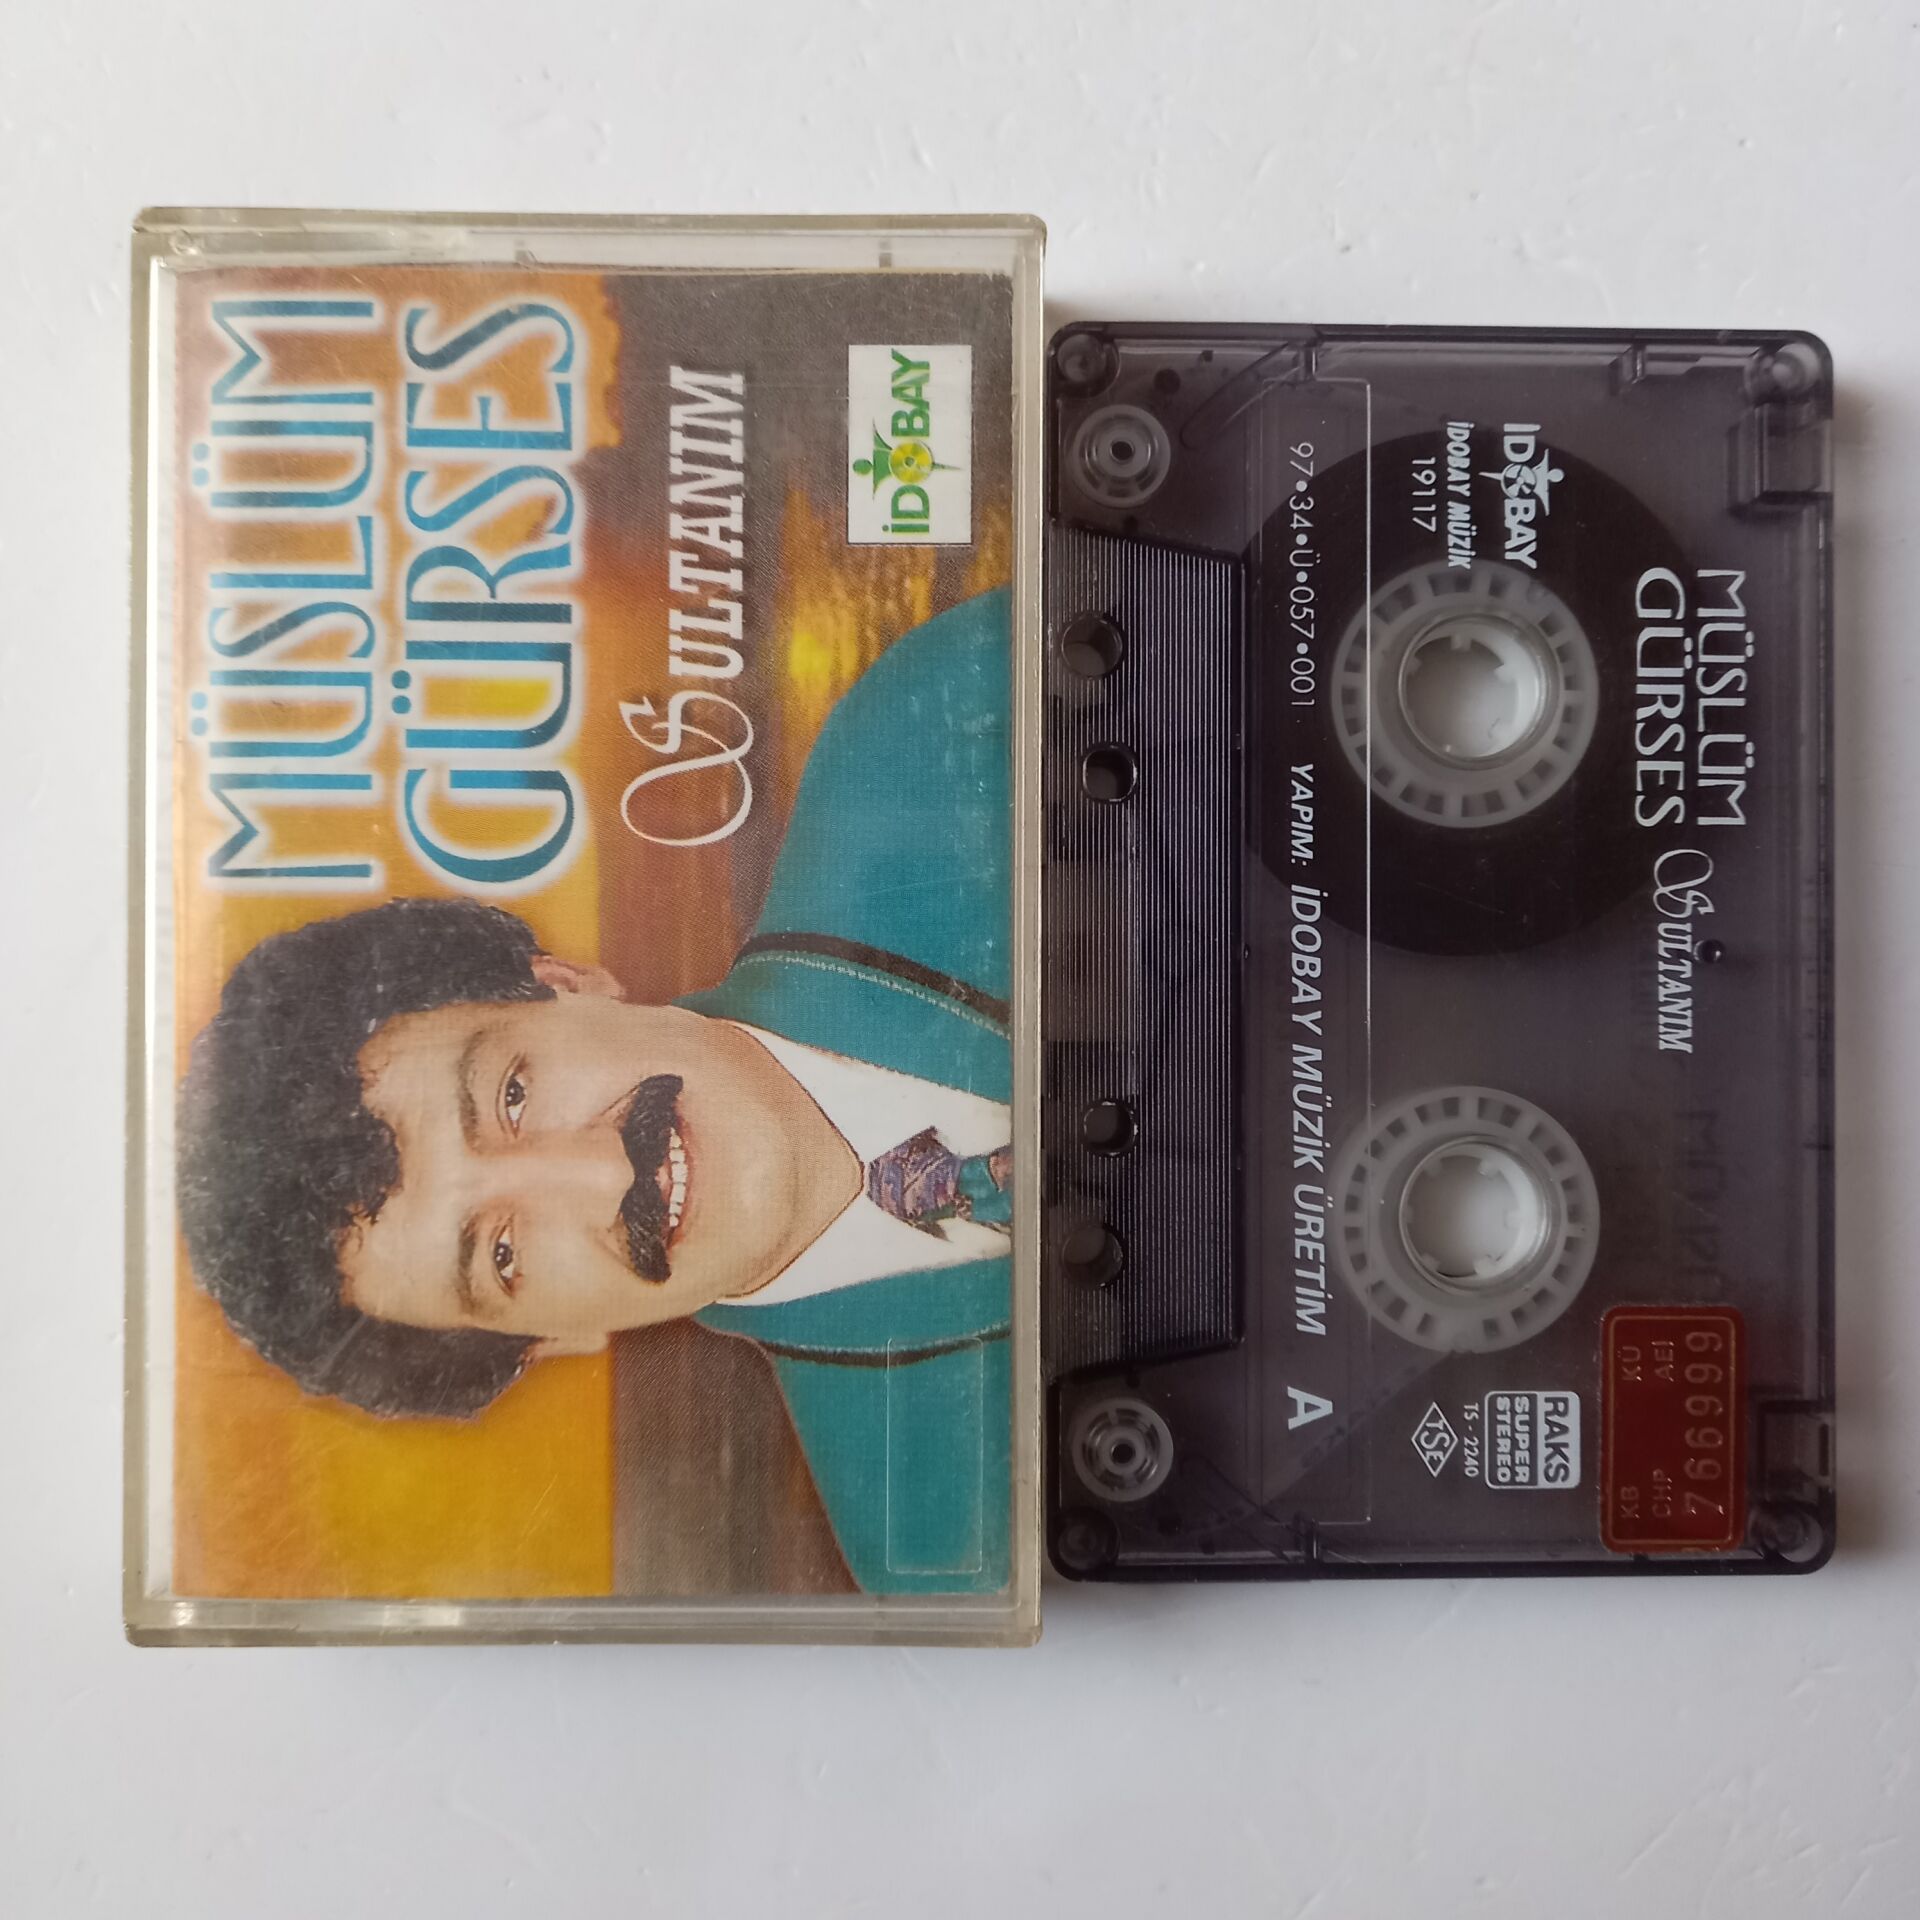 MÜSLÜM
GÜRSES
SULTANIM
İDOBAY
MÜSLÜM
GÜRSES
SULTANIM
İDOBAY
İDOBAY MÜZİK
19117
97•34•Ü•057•001
YAPIM: İDOBAY MÜZİK ÜRETİM
A
RAKS
SUPER
STEREO
TS - 2240
TSE
KB KÜ
CHP AEI
766999